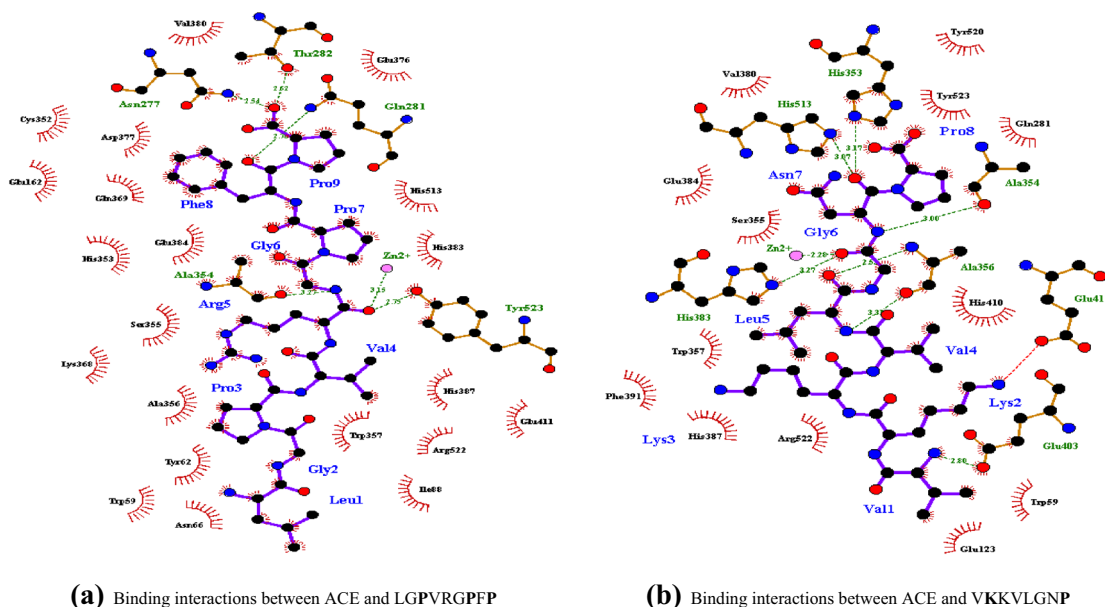 (a)
Val380
Thr282
Glu376
Asn277
2.54
2.62
Gln281
Cys352
Asp377
Pro9
Glu162
Gln369
Phe8
Pro7
His513
Gly6
Zn2+
His353
Glu384
His383
Ala354
3.25
3.15
2.75
Arg5
Tyr523
Ser355
Val4
Lys368
Pro3
His387
Ala356
Trp357
Glu411
Arg522
Tyr62
Gly2
Ile88
Trp59
Leu1
Asn66
Binding interactions between ACE and LGPVRGPFP
(b)
Tyr520
His353
Val380
Tyr523
His513
Pro8
Gln281
3.17
3.07
Glu384
Asn7
Ala354
Ser355
Gly6
3.00
Zn2+
2.28
3.27
Ala356
His383
Leu5
His410
Glu41
Trp357
Val4
Phe391
Lys2
Lys3
His387
Arg522
Glu403
2.80
Val1
Trp59
Glu123
Binding interactions between ACE and VKKVLGNP